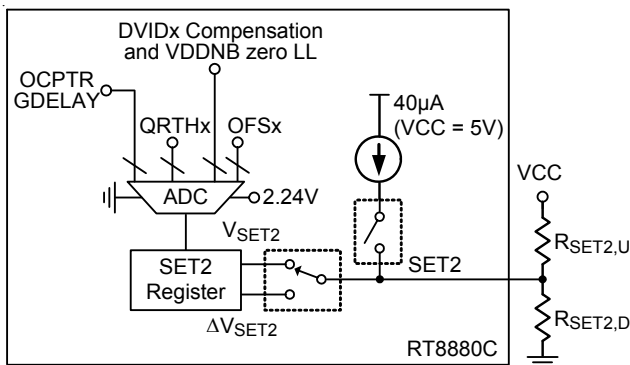 DVIDx Compensation
and VDDNB zero LL
OCPTR
GDELAY
QRTHx
OFSx
40µA
(VCC = 5V)
ADC
2.24V
VCC
VSET2
SET2
Register
SET2
RSET2,U
RSET2,D
ΔVSET2
RT8880C